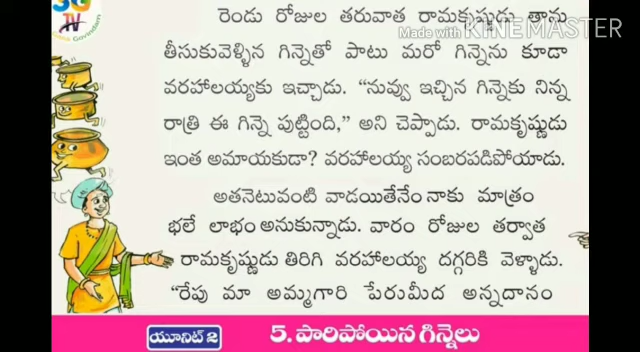 రెండు రోజుల తరువాత రామకృష్ణుడు తాను
Made with KINEMASTER
తీసుకువెళ్ళిన గిన్నెతో పాటు మరో గిన్నెను కూడా
వరహాలయ్యకు ఇచ్చాడు. “నువ్వు ఇచ్చిన గిన్నెకు నిన్న
రాత్రి ఈ గిన్నె పుట్టింది,” అని చెప్పాడు. రామకృష్ణుడు
ఇంత అమాయకుడా? వరహాలయ్య సంబరపడిపోయాడు.
అతనెటువంటి వాడయితేనేం నాకు మాత్రం
భలే లాభం అనుకున్నాడు. వారం రోజుల తర్వాత
రామకృష్ణుడు తిరిగి వరహాలయ్య దగ్గరికి వెళ్ళాడు.
“రేపు మా అమ్మగారి పేరుమీద అన్నదానం
యూనిట్ 2 5. పారిపోయిన గిన్నెలు